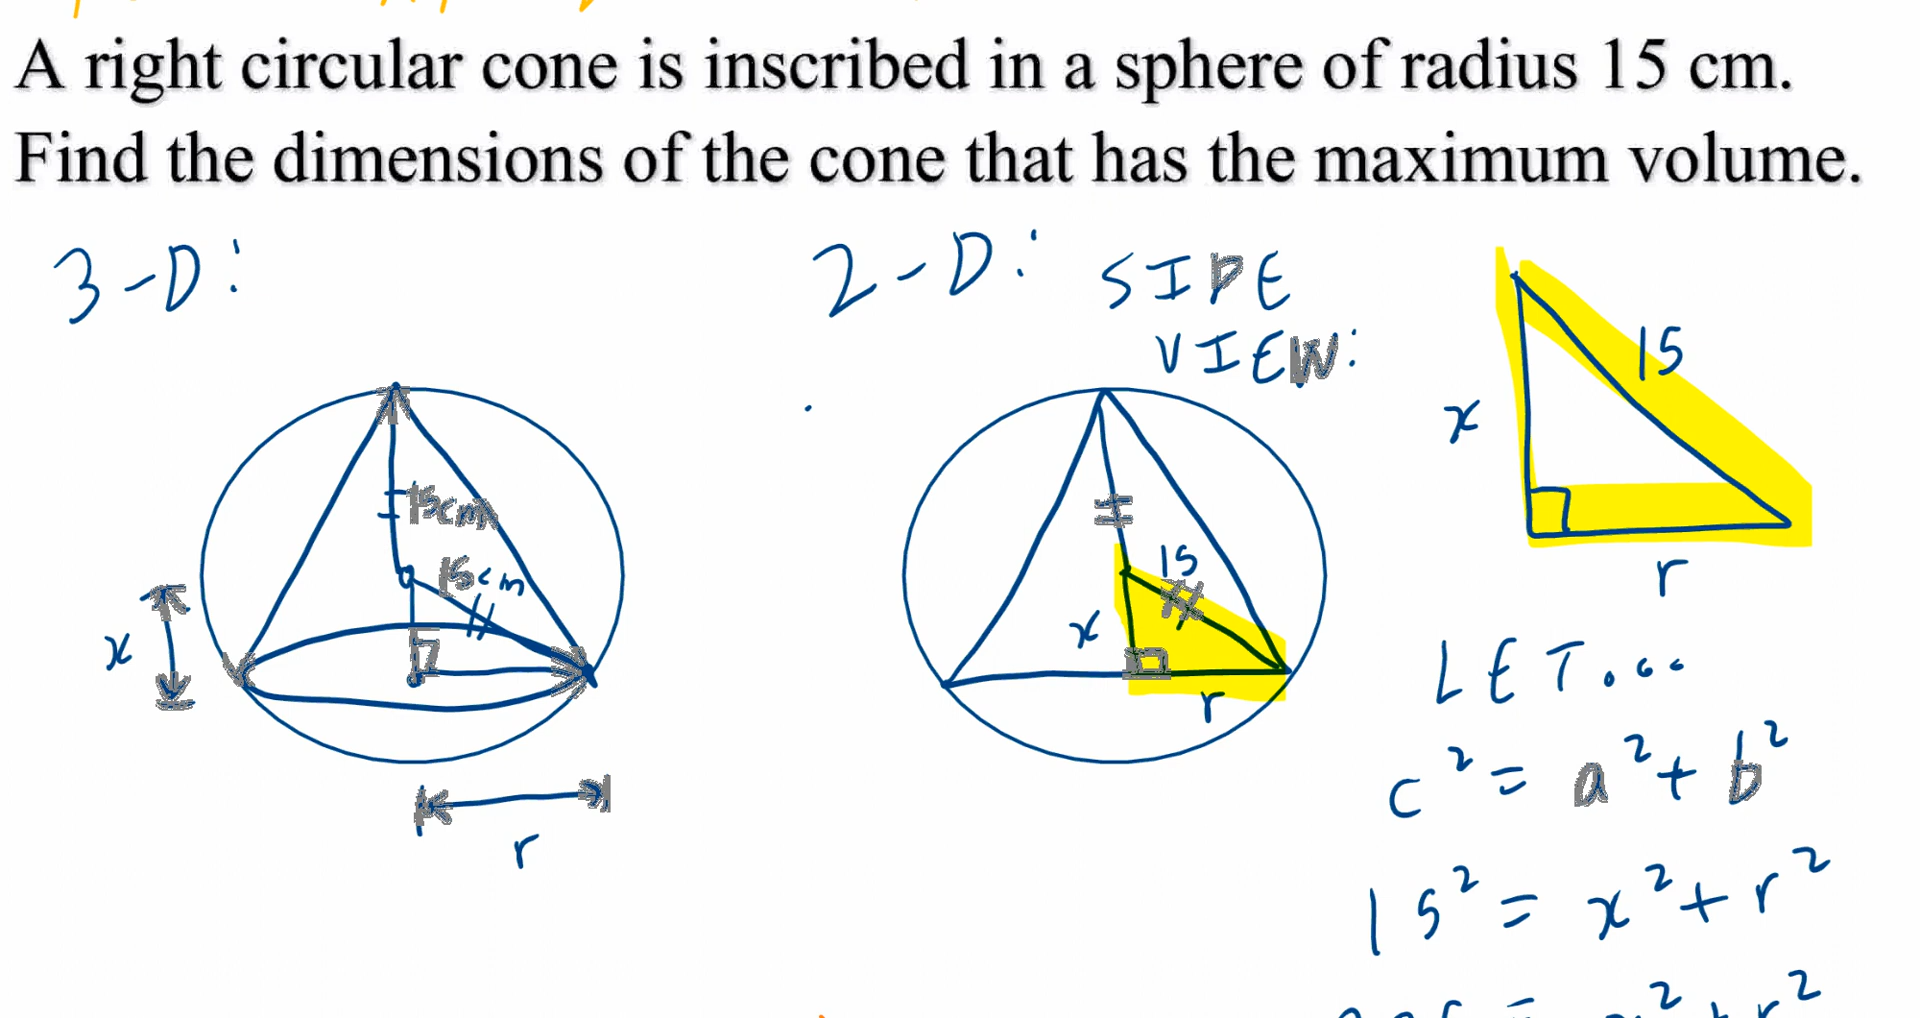 A right circular cone is inscribed in a sphere of radius 15 cm.
Find the dimensions of the cone that has the maximum volume.
3-D:
2-D: SIDE
VIEW:
15
x
r
15cm
15cm
x
r
15
x
r
LET...
c² = a² + b²
15² = x² + r²